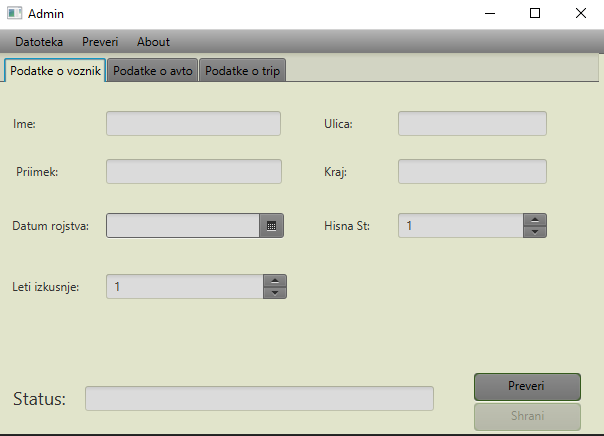 Admin
Datoteka Preveri About
Podatke o voznik Podatke o avto Podatke o trip
Ime: Ulica:
Priimek: Kraj:
Datum rojstva: Hisna St: 1
Leti izkusnje: 1
Preveri
Status:
Shrani